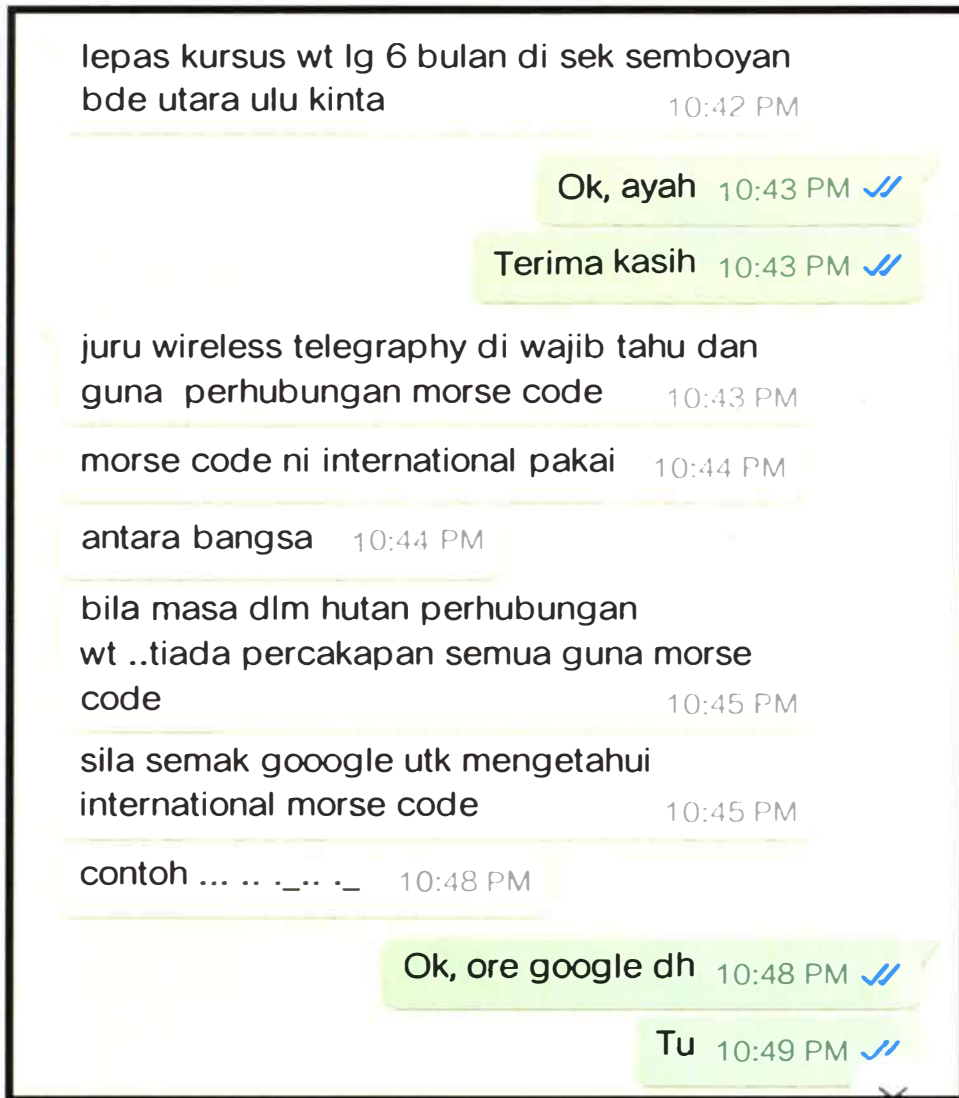 lepas kursus wt lg 6 bulan di sek semboyan
bde utara ulu kinta 10:42 PM
Ok, ayah 10:43 PM
Terima kasih 10:43 PM
juru wireless telegraphy di wajib tahu dan
guna perhubungan morse code 10:43 PM
morse code ni international pakai 10:44 PM
antara bangsa 10:44 PM
bila masa dlm hutan perhubungan
wt ..tiada percakapan semua guna morse
code 10:45 PM
sila semak gooogle utk mengetahui
international morse code 10:45 PM
contoh ... .. ._.. ._ 10:48 PM
Ok, ore google dh 10:48 PM
Tu 10:49 PM